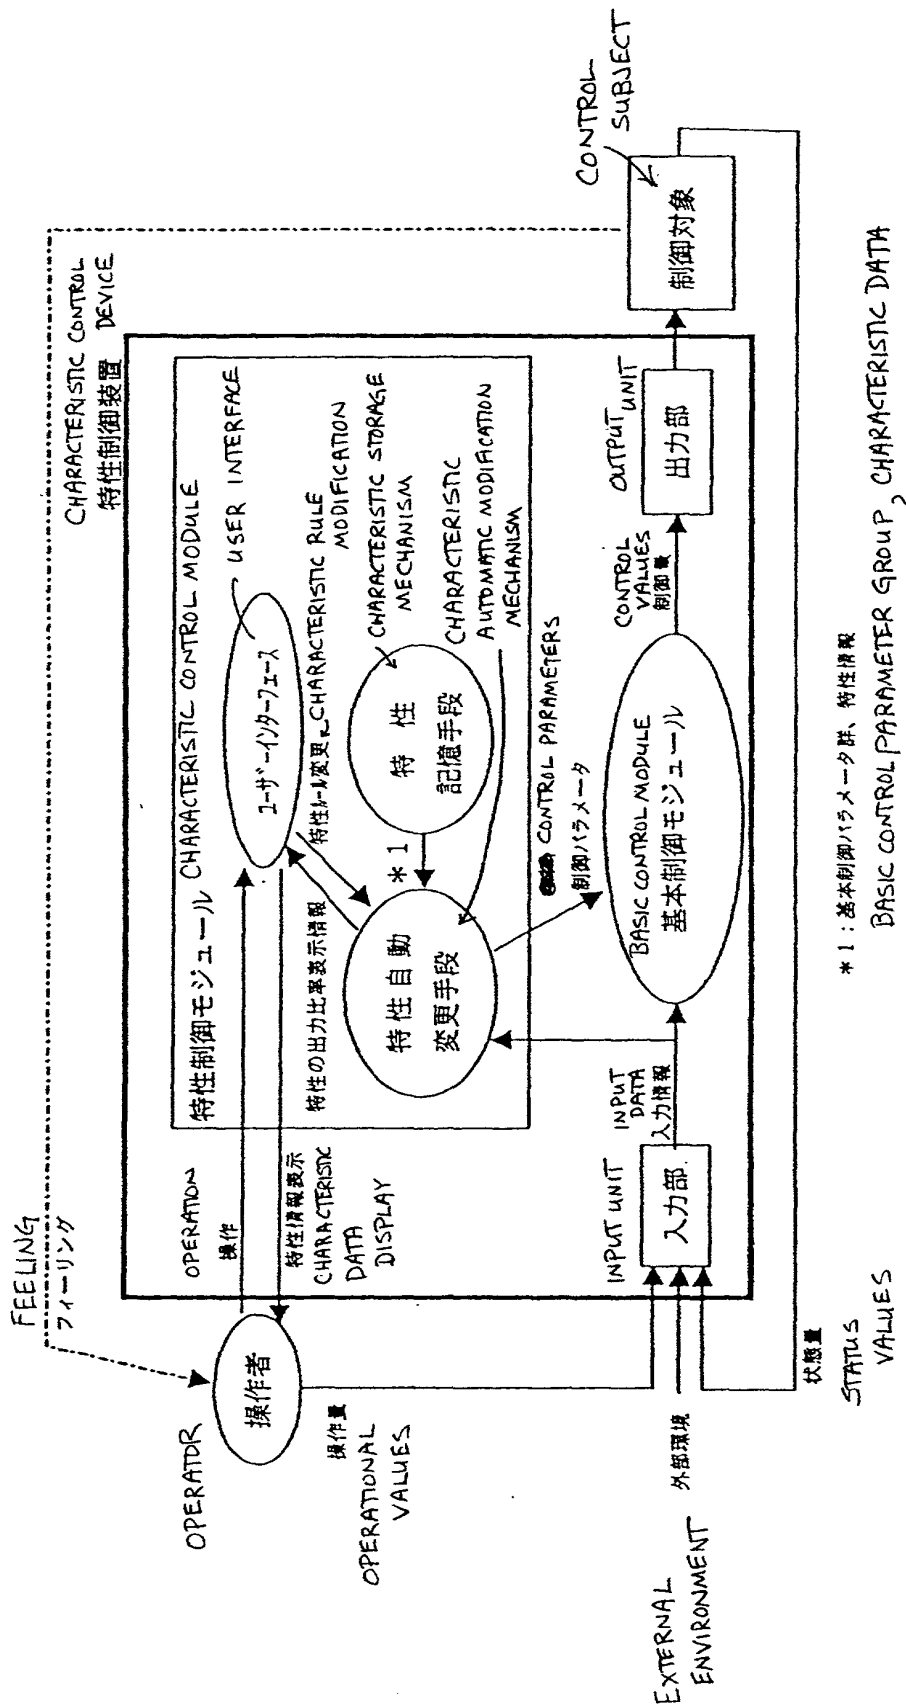 FEELING
フィーリング
CHARACTERISTIC CONTROL
DEVICE
特性制御装置
特性制御モジュール CHARACTERISTIC CONTROL MODULE
USER INTERFACE
ユーザーインターフェース
OPERATOR
操作者
OPERATION
操作
特性情報表示
CHARACTERISTIC
DATA
DISPLAY
特性の出力比率表示情報
特性ルール変更
CHARACTERISTIC RULE
MODIFICATION
CHARACTERISTIC STORAGE
MECHANISM
特性
記憶手段
*1
CHARACTERISTIC
AUTOMATIC MODIFICATION
MECHANISM
特性自動
変更手段
CONTROL PARAMETERS
制御パラメータ
操作量
OPERATIONAL
VALUES
INPUT UNIT
入力部
INPUT
DATA
入力情報
BASIC CONTROL MODULE
基本制御モジュール
CONTROL
VALUES
制御量
OUTPUT
UNIT
出力部
CONTROL
SUBJECT
制御対象
EXTERNAL
ENVIRONMENT
外部環境
状態量
STATUS
VALUES
*1:基本制御パラメータ群、特性情報
BASIC CONTROL PARAMETER GROUP, CHARACTERISTIC DATA